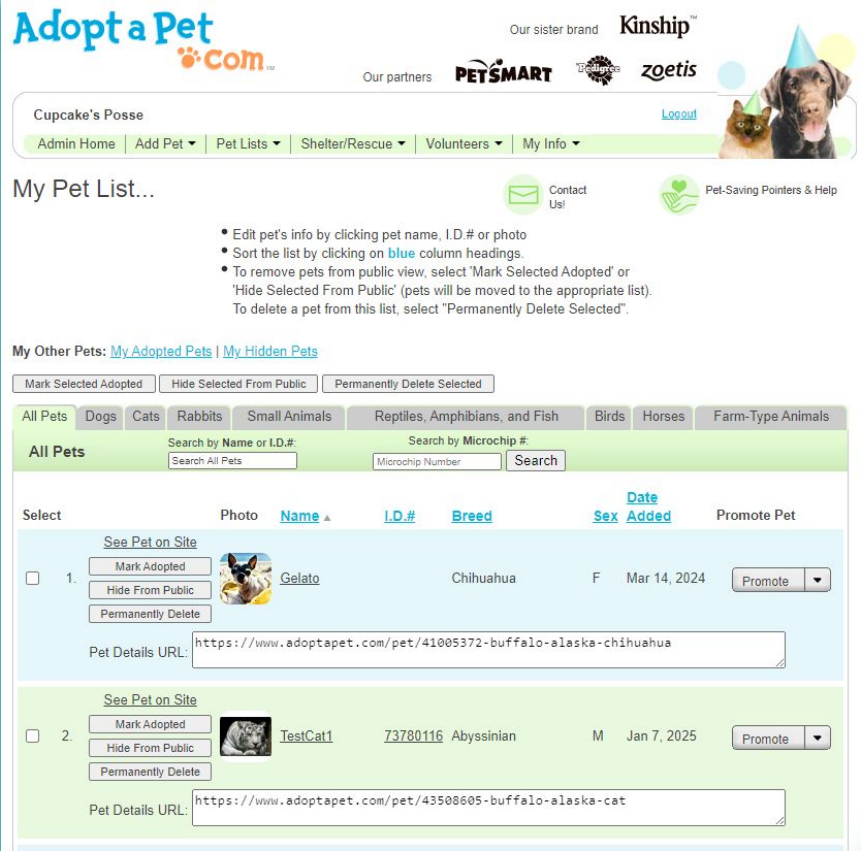 Adopt a Pet
.com
Our sister brand Kinship™
Our partners PETSMART Pedigree zoetis
Cupcake's Posse Logout
Admin Home Add Pet Pet Lists Shelter/Rescue Volunteers My Info
My Pet List...
Contact Us!
Pet-Saving Pointers & Help
• Edit pet's info by clicking pet name, I.D.# or photo
• Sort the list by clicking on blue column headings.
• To remove pets from public view, select 'Mark Selected Adopted' or
'Hide Selected From Public' (pets will be moved to the appropriate list).
To delete a pet from this list, select "Permanently Delete Selected".
My Other Pets: My Adopted Pets | My Hidden Pets
Mark Selected Adopted Hide Selected From Public Permanently Delete Selected
All Pets Dogs Cats Rabbits Small Animals Reptiles, Amphibians, and Fish Birds Horses Farm-Type Animals
All Pets
Search by Name or I.D.#: Search by Microchip #:
Search All Pets Microchip Number Search
Select Photo Name I.D.# Breed Sex Date Added Promote Pet
See Pet on Site
Mark Adopted
1. Hide From Public Gelato Chihuahua F Mar 14, 2024 Promote
Permanently Delete
Pet Details URL: https://www.adoptapet.com/pet/41005372-buffalo-alaska-chihuahua
See Pet on Site
Mark Adopted
2. Hide From Public TestCat1 73780116 Abyssinian M Jan 7, 2025 Promote
Permanently Delete
Pet Details URL: https://www.adoptapet.com/pet/43508605-buffalo-alaska-cat